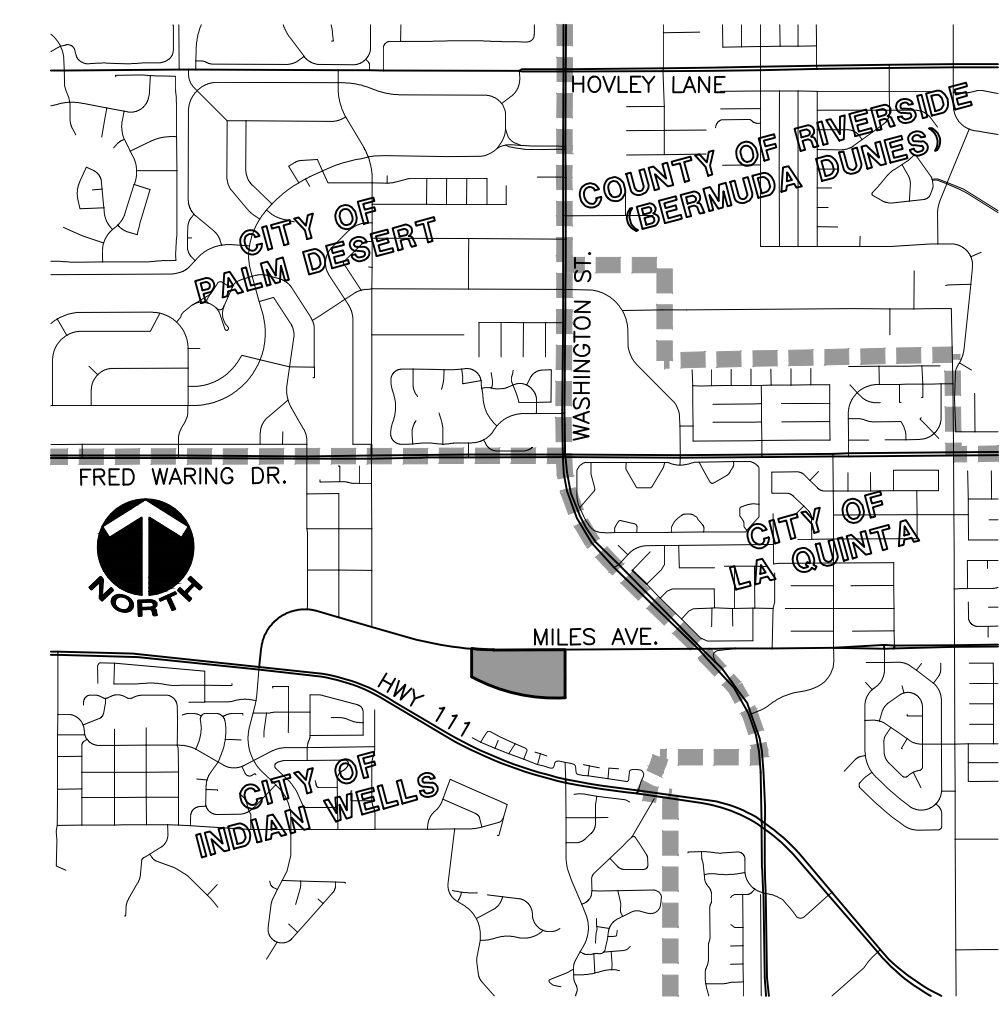 HOVLEY LANE
COUNTY OF RIVERSIDE
(BERMUDA DUNES)
CITY OF
PALM DESERT
WASHINGTON ST.
FRED WARING DR.
CITY OF
LA QUINTA
NORTH
MILES AVE.
HWY 111
CITY OF
INDIAN WELLS